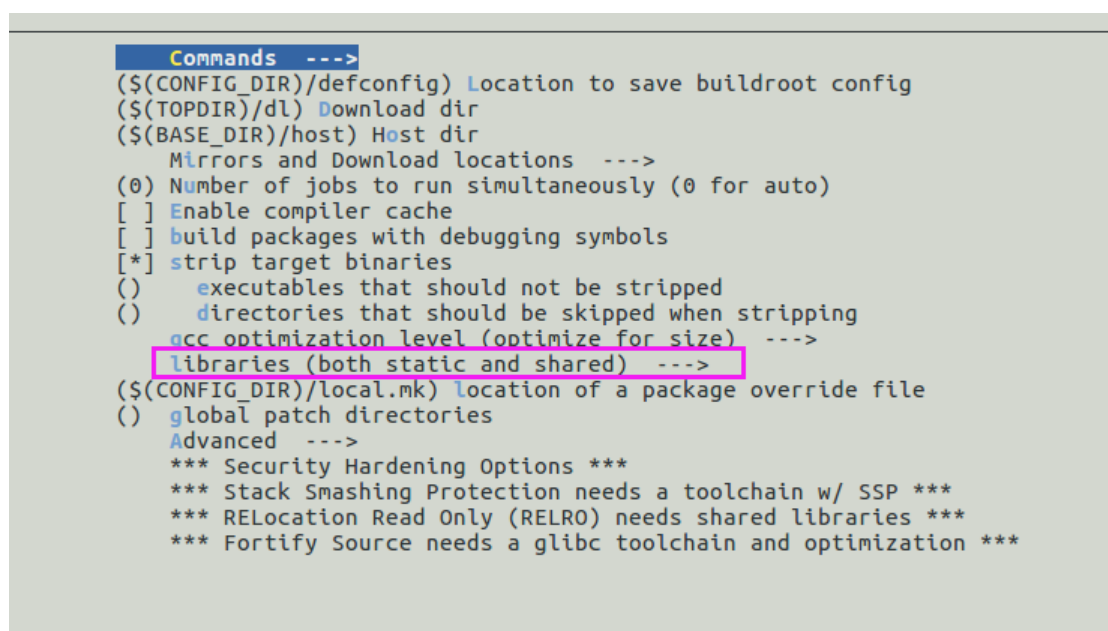 Commands  --->
($(CONFIG_DIR)/defconfig) Location to save buildroot config
($(TOPDIR)/dl) Download dir
($(BASE_DIR)/host) Host dir
Mirrors and Download locations  --->
(0) Number of jobs to run simultaneously (0 for auto)
[ ] Enable compiler cache
[ ] build packages with debugging symbols
[*] strip target binaries
()    executables that should not be stripped
()    directories that should be skipped when stripping
gcc optimization level (optimize for size)  --->
libraries (both static and shared)  --->
($(CONFIG_DIR)/local.mk) location of a package override file
()  global patch directories
Advanced  --->
*** Security Hardening Options ***
*** Stack Smashing Protection needs a toolchain w/ SSP ***
*** RELocation Read Only (RELRO) needs shared libraries ***
*** Fortify Source needs a glibc toolchain and optimization ***